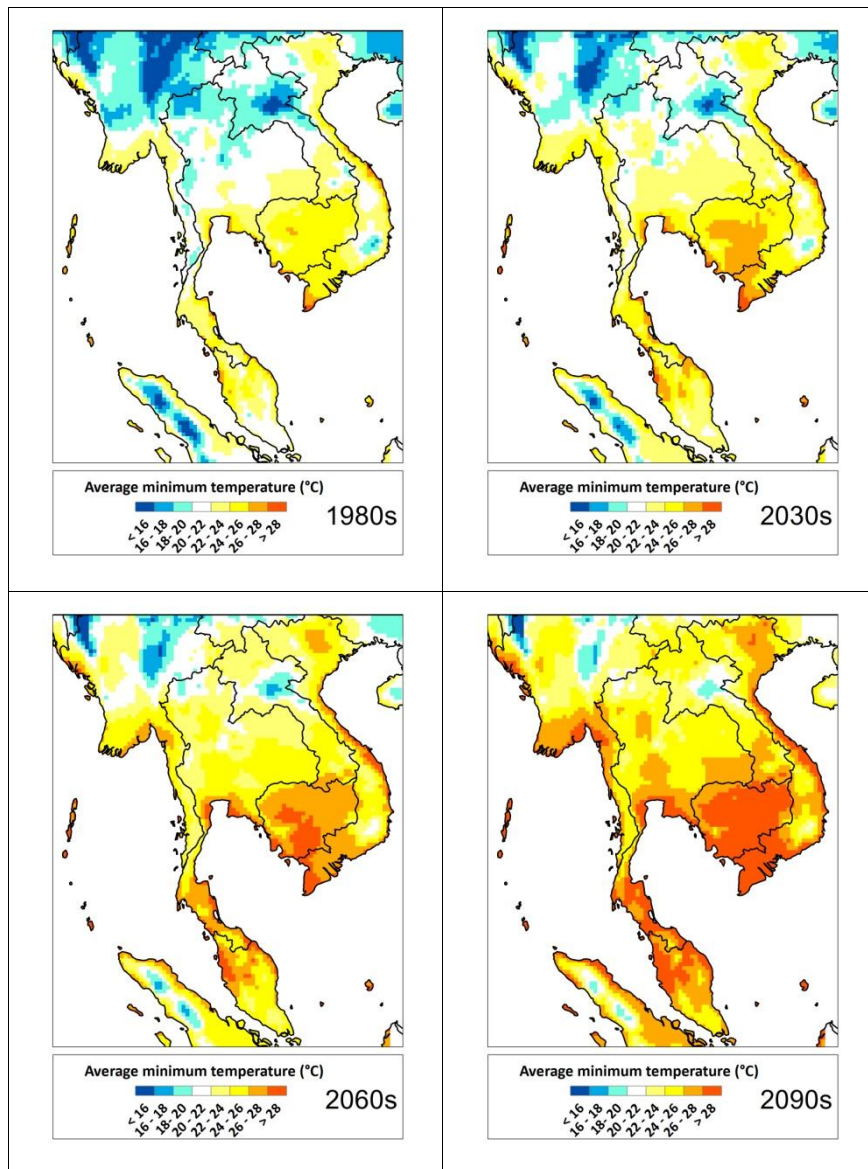 Average minimum temperature (°C)
< 16
16 - 18
18- 20
20 - 22
22 - 24
24 - 26
26 - 28
> 28
1980s
Average minimum temperature (°C)
< 16
16 - 18
18- 20
20 - 22
22 - 24
24 - 26
26 - 28
> 28
2030s
Average minimum temperature (°C)
< 16
16 - 18
18- 20
20 - 22
22 - 24
24 - 26
26 - 28
> 28
2060s
Average minimum temperature (°C)
< 16
16 - 18
18- 20
20 - 22
22 - 24
24 - 26
26 - 28
> 28
2090s